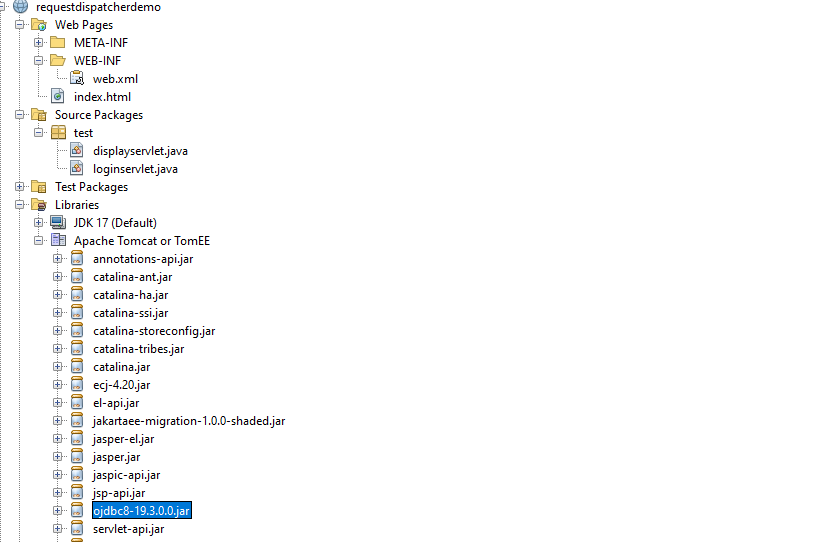 requestdispatcherdemo
Web Pages
META-INF
WEB-INF
web.xml
index.html
Source Packages
test
displayservlet.java
loginservlet.java
Test Packages
Libraries
JDK 17 (Default)
Apache Tomcat or TomEE
annotations-api.jar
catalina-ant.jar
catalina-ha.jar
catalina-ssi.jar
catalina-storeconfig.jar
catalina-tribes.jar
catalina.jar
ecj-4.20.jar
el-api.jar
jakartaee-migration-1.0.0-shaded.jar
jasper-el.jar
jasper.jar
jaspic-api.jar
jsp-api.jar
ojdbc8-19.3.0.0.jar
servlet-api.jar